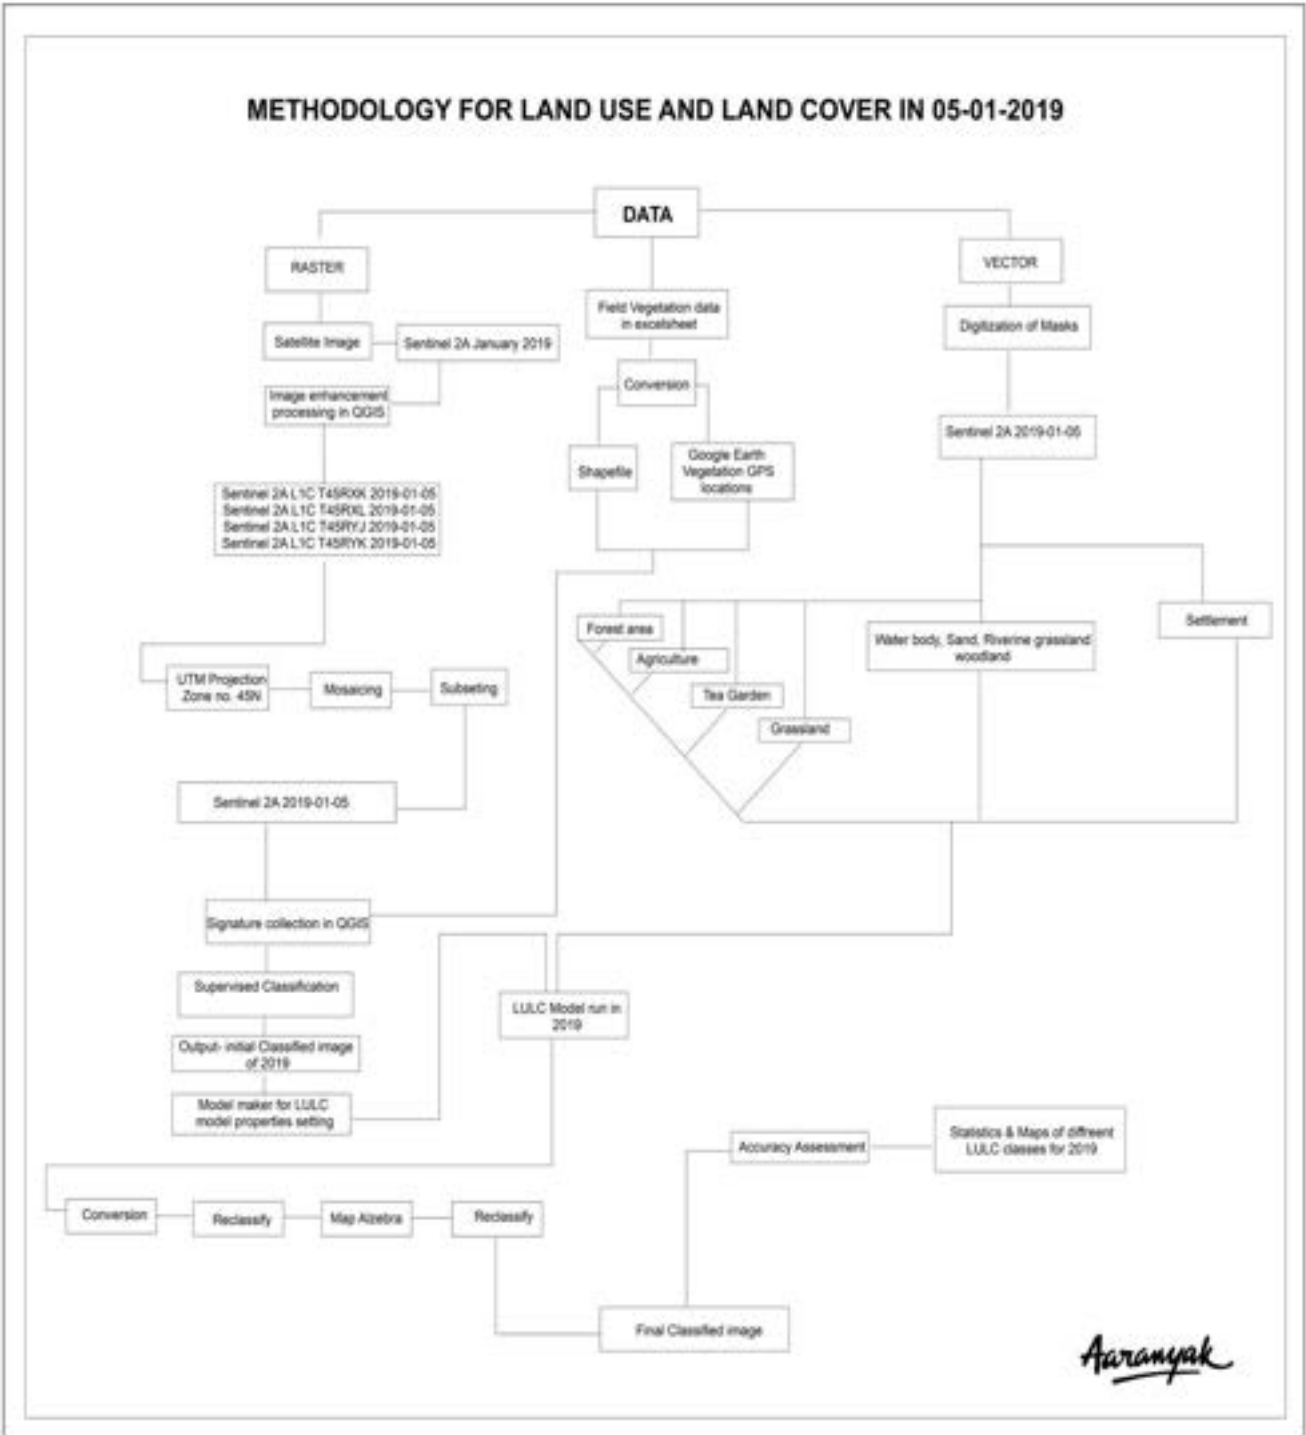 METHODOLOGY FOR LAND USE AND LAND COVER IN 05-01-2019
DATA
RASTER
VECTOR
Field Vegetation data
in excelsheet
Digitization of Masks
Satellite Image
Sentinel 2A January 2019
Conversion
Image enhancement
processing in QGIS
Sentinel 2A 2019-01-05
Shapefile
Google Earth
Vegetation GPS
locations
Sentinel 2A L1C T45RXK 2019-01-05
Sentinel 2A L1C T45RXL 2019-01-05
Sentinel 2A L1C T45RYJ 2019-01-05
Sentinel 2A L1C T45RYK 2019-01-05
Forest area
Agriculture
Tea Garden
Grassland
Water body, Sand, Riverine grassland
woodland
Settlement
UTM Projection
Zone no. 45N
Mosaicing
Subseting
Sentinel 2A 2019-01-05
Signature collection in QGIS
Supervised Classification
LULC Model run in
2019
Output- initial Classified image
of 2019
Model maker for LULC
model properties setting
Accuracy Assessment
Statistics & Maps of diffreent
LULC classes for 2019
Conversion
Reclassify
Map Alzebra
Reclassify
Final Classified image
Aaranyak